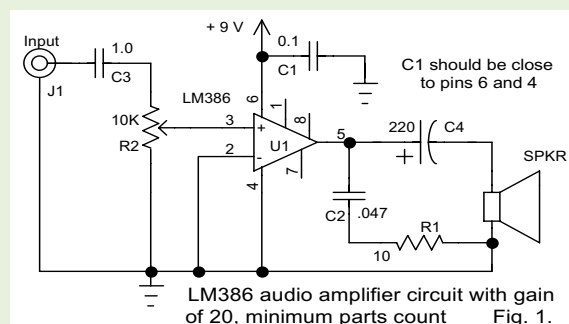 + 9 V
Input
1.0
C3
J1
0.1
C1
C1 should be close
to pins 6 and 4
LM386
10K
R2
6
1
8
3
+
U1
2
-
4
7
5
220
C4
+
SPKR
C2
.047
R1
10
LM386 audio amplifier circuit with gain
of 20, minimum parts count Fig. 1.